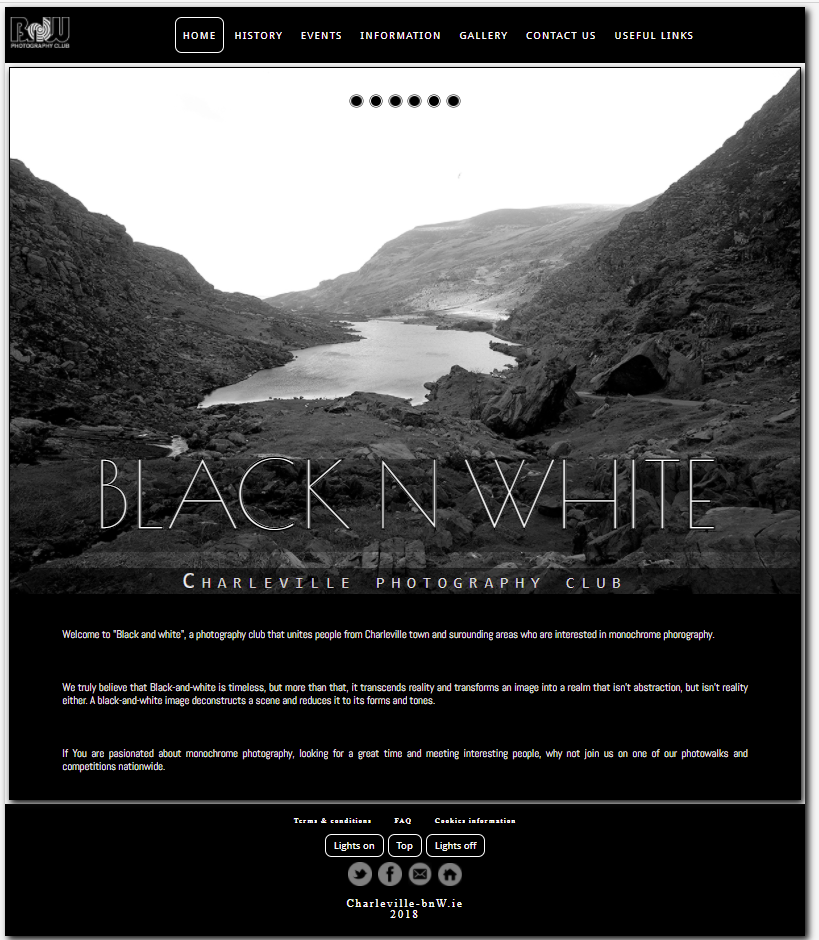 BnW
PHOTOGRAPHY CLUB
HOME HISTORY EVENTS INFORMATION GALLERY CONTACT US USEFUL LINKS
BLACK N WHITE
Charleville photography club
Welcome to "Black and white", a photography club that unites people from Charleville town and surounding areas who are interested in monochrome phorography.
We truly believe that Black-and-white is timeless, but more than that, it transcends reality and transforms an image into a realm that isn't abstraction, but isn't reality
either. A black-and-white image deconstructs a scene and reduces it to its forms and tones.
If You are pasionated about monochrome photography, looking for a great time and meeting interesting people, why not join us on one of our photowalks and
competitions nationwide.
Terms & conditions FAQ Cookies information
Lights on Top Lights off
Charleville-bnW.ie
2018